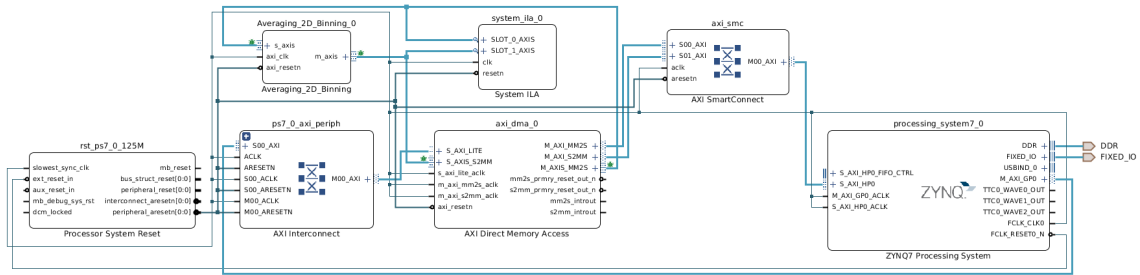 Averaging_2D_Binning_0
s_axis
axi_clk
axi_resetn
m_axis
Averaging_2D_Binning
system_ila_0
SLOT_0_AXIS
SLOT_1_AXIS
clk
resetn
System ILA
axi_smc
S00_AXI
S01_AXI
aclk
aresetn
M00_AXI
AXI SmartConnect
rst_ps7_0_125M
slowest_sync_clk
ext_reset_in
aux_reset_in
mb_debug_sys_rst
dcm_locked
mb_reset
bus_struct_reset[0:0]
peripheral_reset[0:0]
interconnect_aresetn[0:0]
peripheral_aresetn[0:0]
Processor System Reset
ps7_0_axi_periph
S00_AXI
ACLK
ARESETN
S00_ACLK
S00_ARESETN
M00_ACLK
M00_ARESETN
M00_AXI
AXI Interconnect
axi_dma_0
S_AXI_LITE
S_AXIS_S2MM
s_axi_lite_aclk
m_axi_mm2s_aclk
m_axi_s2mm_aclk
axi_resetn
M_AXI_MM2S
M_AXI_S2MM
M_AXIS_MM2S
mm2s_prmry_reset_out_n
s2mm_prmry_reset_out_n
mm2s_introut
s2mm_introut
AXI Direct Memory Access
processing_system7_0
S_AXI_HP0_FIFO_CTRL
S_AXI_HP0
M_AXI_GP0_ACLK
S_AXI_HP0_ACLK
ZYNQ
DDR
FIXED_IO
USBIND_0
M_AXI_GP0
TTC0_WAVE0_OUT
TTC0_WAVE1_OUT
TTC0_WAVE2_OUT
FCLK_CLK0
FCLK_RESET0_N
ZYNQ7 Processing System
DDR
FIXED_IO